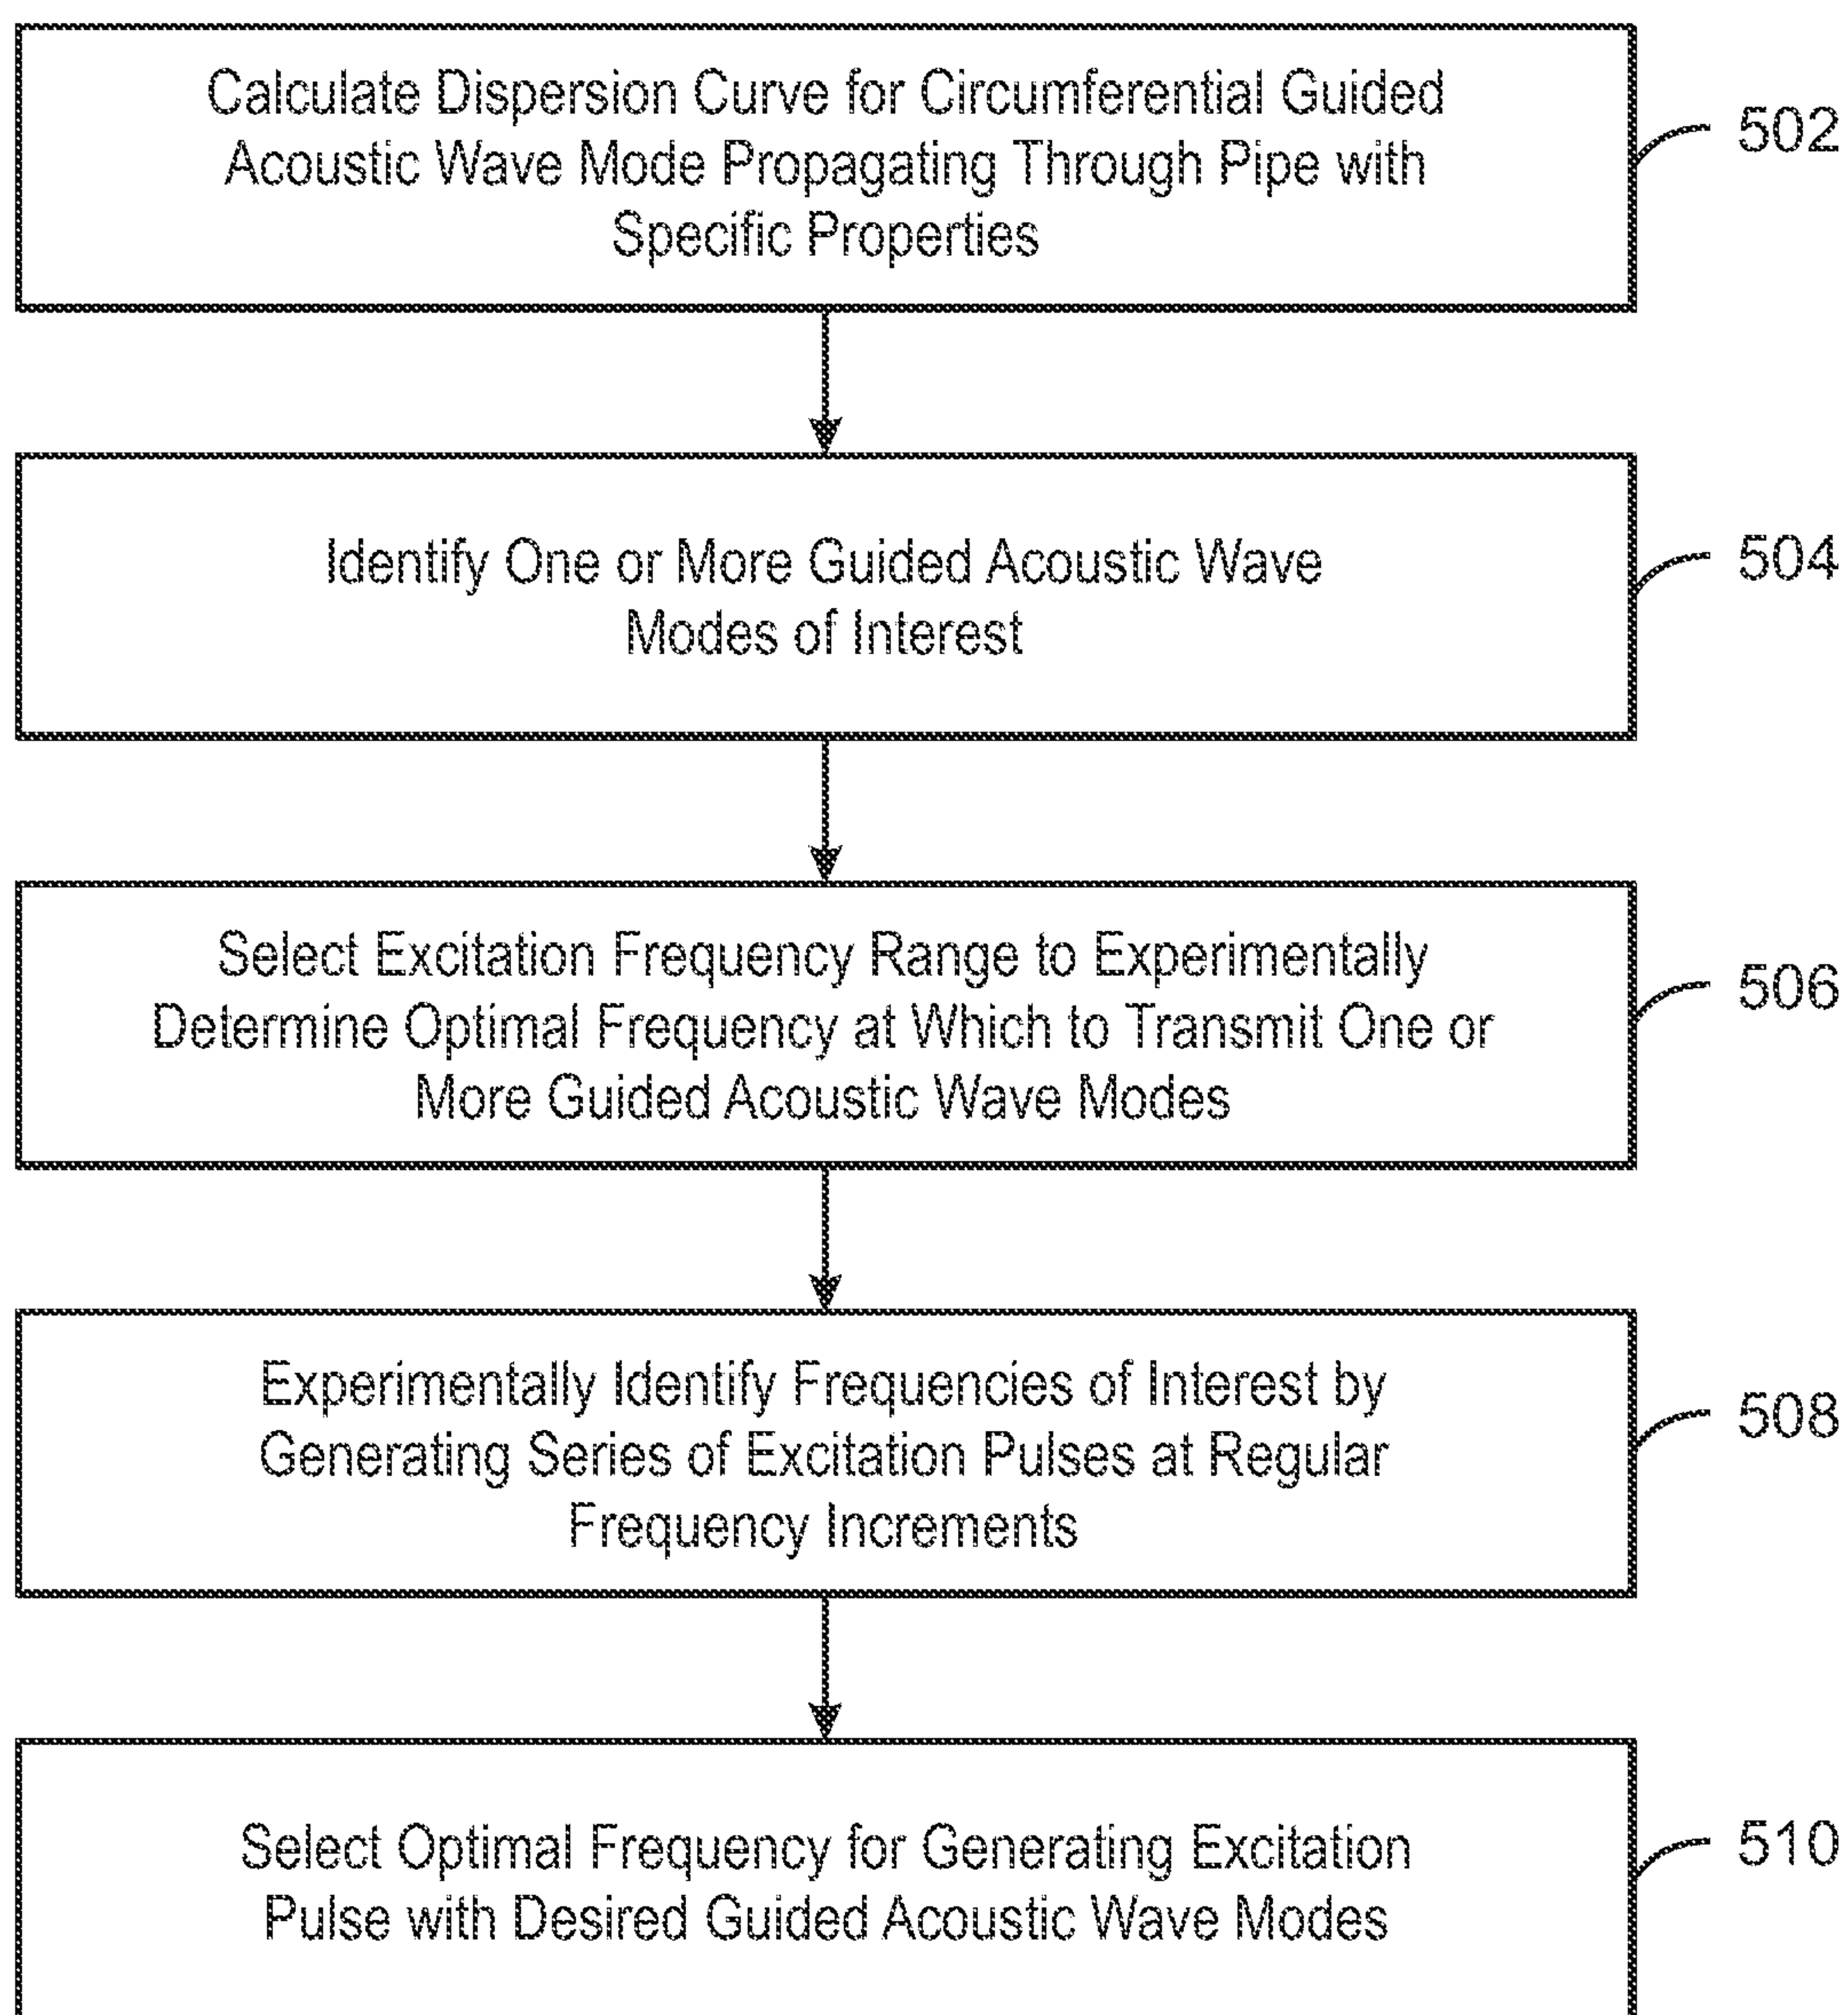 Calculate Dispersion Curve for Circumferential Guided
Acoustic Wave Mode Propagating Through Pipe with
Specific Properties
502
Identify One or More Guided Acoustic Wave
Modes of Interest
504
Select Excitation Frequency Range to Experimentally
Determine Optimal Frequency at Which to Transmit One or
More Guided Acoustic Wave Modes
506
Experimentally Identify Frequencies of Interest by
Generating Series of Excitation Pulses at Regular
Frequency Increments
508
Select Optimal Frequency for Generating Excitation
Pulse with Desired Guided Acoustic Wave Modes
510